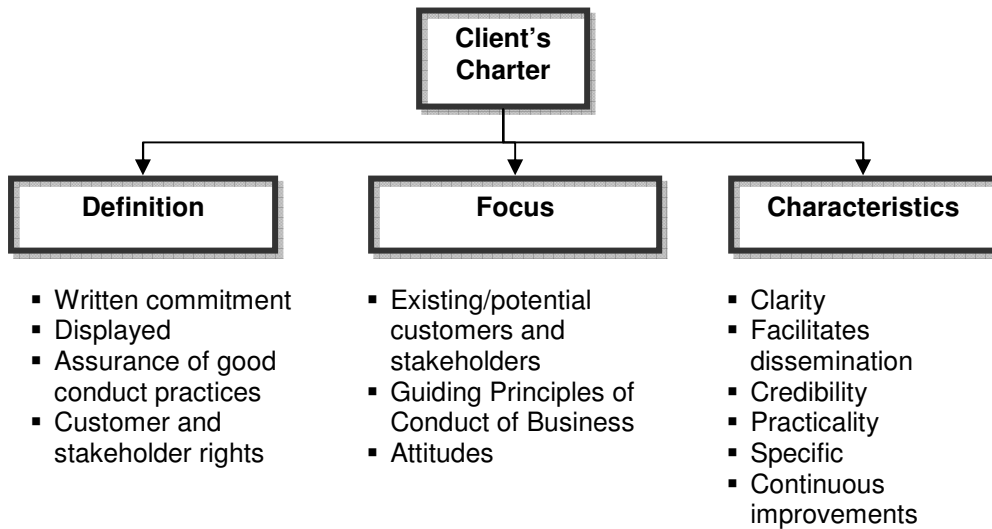 Client’s
Charter
Definition
▪ Written commitment
▪ Displayed
▪ Assurance of good
conduct practices
▪ Customer and
stakeholder rights
Focus
▪ Existing/potential
customers and
stakeholders
▪ Guiding Principles of
Conduct of Business
▪ Attitudes
Characteristics
▪ Clarity
▪ Facilitates
dissemination
▪ Credibility
▪ Practicality
▪ Specific
▪ Continuous
improvements